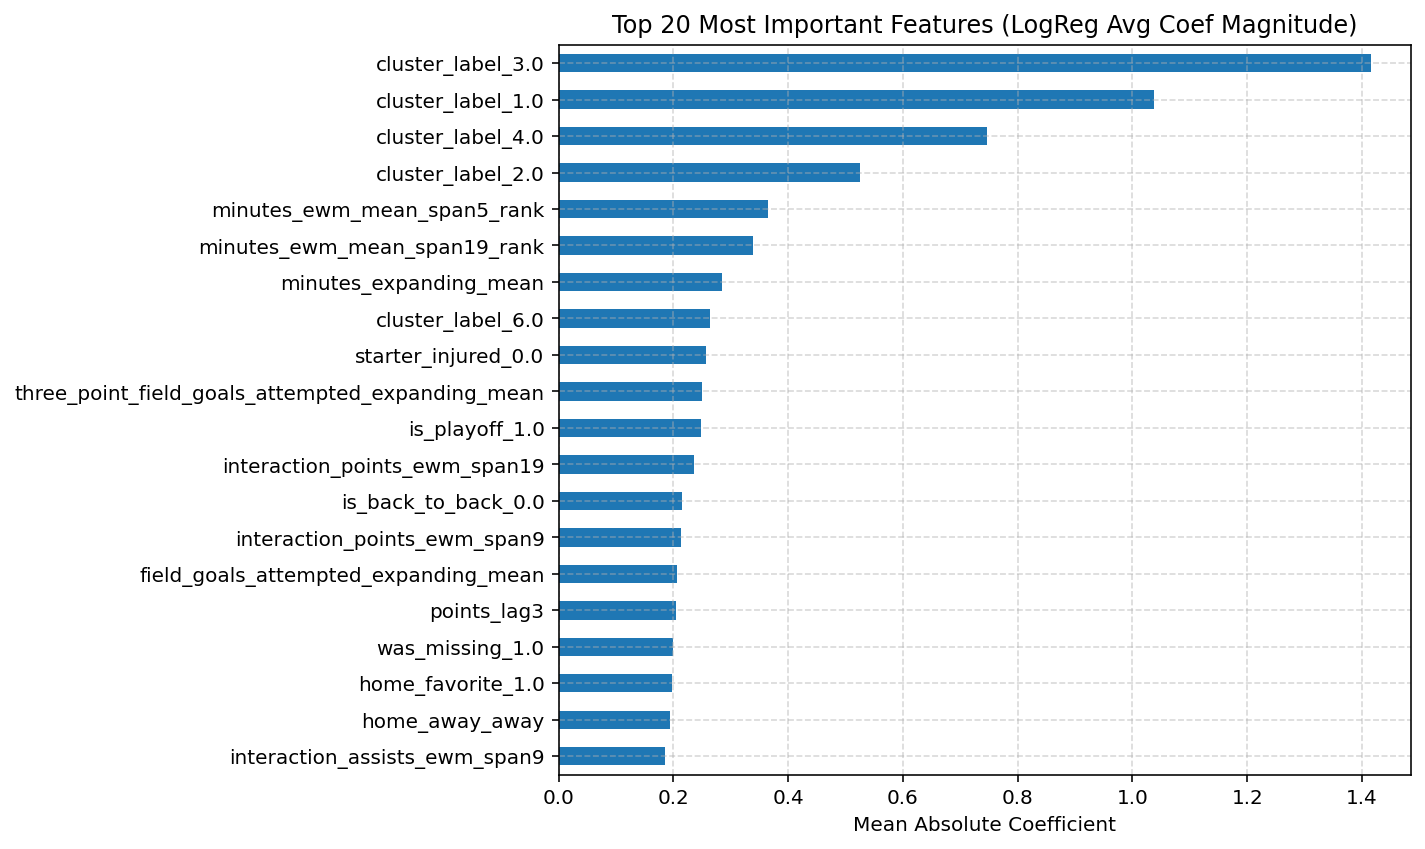 Top 20 Most Important Features (LogReg Avg Coef Magnitude)
cluster_label_3.0
cluster_label_1.0
cluster_label_4.0
cluster_label_2.0
minutes_ewm_mean_span5_rank
minutes_ewm_mean_span19_rank
minutes_expanding_mean
cluster_label_6.0
starter_injured_0.0
three_point_field_goals_attempted_expanding_mean
is_playoff_1.0
interaction_points_ewm_span19
is_back_to_back_0.0
interaction_points_ewm_span9
field_goals_attempted_expanding_mean
points_lag3
was_missing_1.0
home_favorite_1.0
home_away_away
interaction_assists_ewm_span9
0.0 0.2 0.4 0.6 0.8 1.0 1.2 1.4
Mean Absolute Coefficient